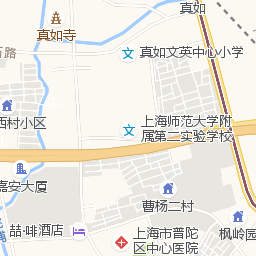 真如
真如寺
真如文英中心小学
路
西村小区
上海师范大学附
属第二实验学校
嘉安大厦
曹杨二村
喆·啡酒店
上海市普陀
区中心医院
枫岭园